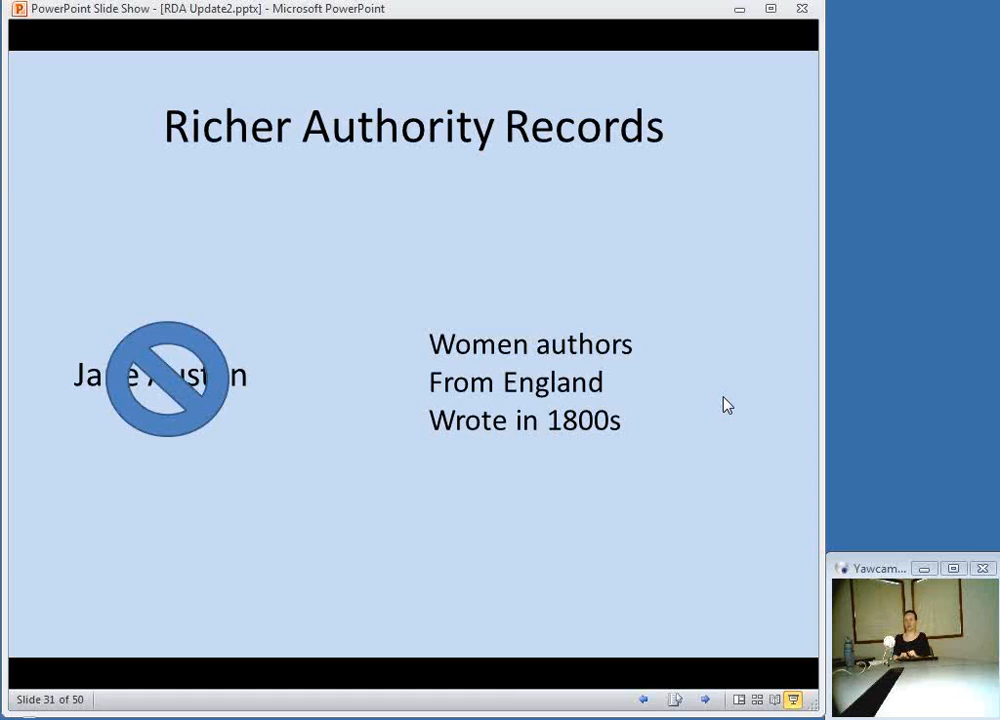 PowerPoint Slide Show - [RDA Update2.pptx] - Microsoft PowerPoint
Richer Authority Records
Women authors
From England
Wrote in 1800s
Yawcam...
Slide 31 of 50